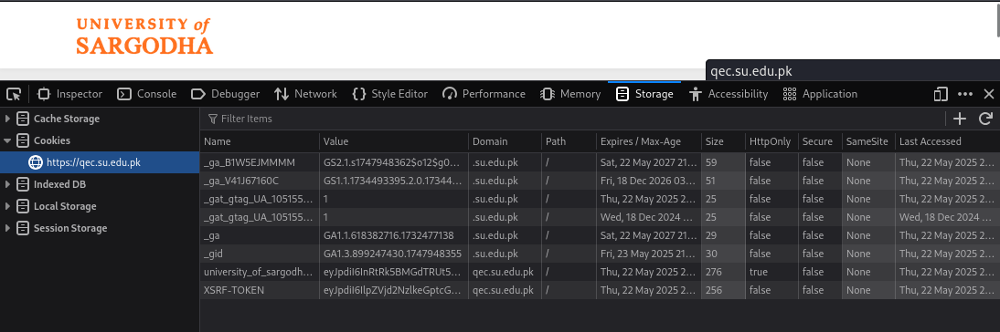 UNIVERSITY of
SARGODHA
qec.su.edu.pk
Inspector Console Debugger Network Style Editor Performance Memory Storage Accessibility Application
Cache Storage
Cookies
https://qec.su.edu.pk
Indexed DB
Local Storage
Session Storage
Filter Items
Name Value Domain Path Expires / Max-Age Size HttpOnly Secure SameSite Last Accessed
_ga_B1W5EJMMMM GS2.1.s1747948362$o12$g0... .su.edu.pk / Sat, 22 May 2027 21... 59 false false None Thu, 22 May 2025 2...
_ga_V41J67160C GS1.1.1734493395.2.0.17344... .su.edu.pk / Fri, 18 Dec 2026 03... 51 false false None Thu, 22 May 2025 2...
_gat_gtag_UA_105155... 1 .su.edu.pk / Thu, 22 May 2025 2... 25 false false None Thu, 22 May 2025 2...
_gat_gtag_UA_105155... 1 .su.edu.pk / Wed, 18 Dec 2024 ... 25 false false None Wed, 18 Dec 2024 ...
_ga GA1.1.618382716.1732477138 .su.edu.pk / Sat, 22 May 2027 21... 29 false false None Thu, 22 May 2025 2...
_gid GA1.3.899247430.1747948355 .su.edu.pk / Fri, 23 May 2025 21... 30 false false None Thu, 22 May 2025 2...
university_of_sargodh... eyJpdiI6InRtRk5BMGdTRUt5... qec.su.edu.pk / Thu, 22 May 2025 2... 276 true false None Thu, 22 May 2025 2...
XSRF-TOKEN eyJpdiI6IlpZVjd2NzlkeGptcG... qec.su.edu.pk / Thu, 22 May 2025 2... 256 false false None Thu, 22 May 2025 2...